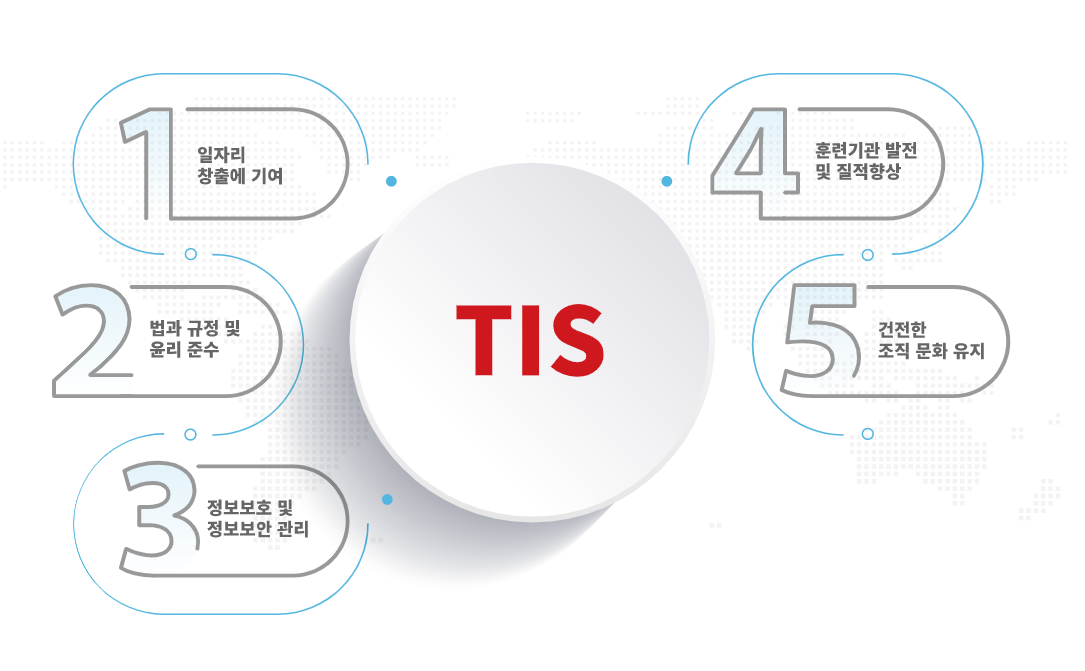 1
일자리
창출에 기여
2
법과 규정 및
윤리 준수
3
정보보호 및
정보보안 관리
TIS
4
훈련기관 발전
및 질적향상
5
건전한
조직 문화 유지